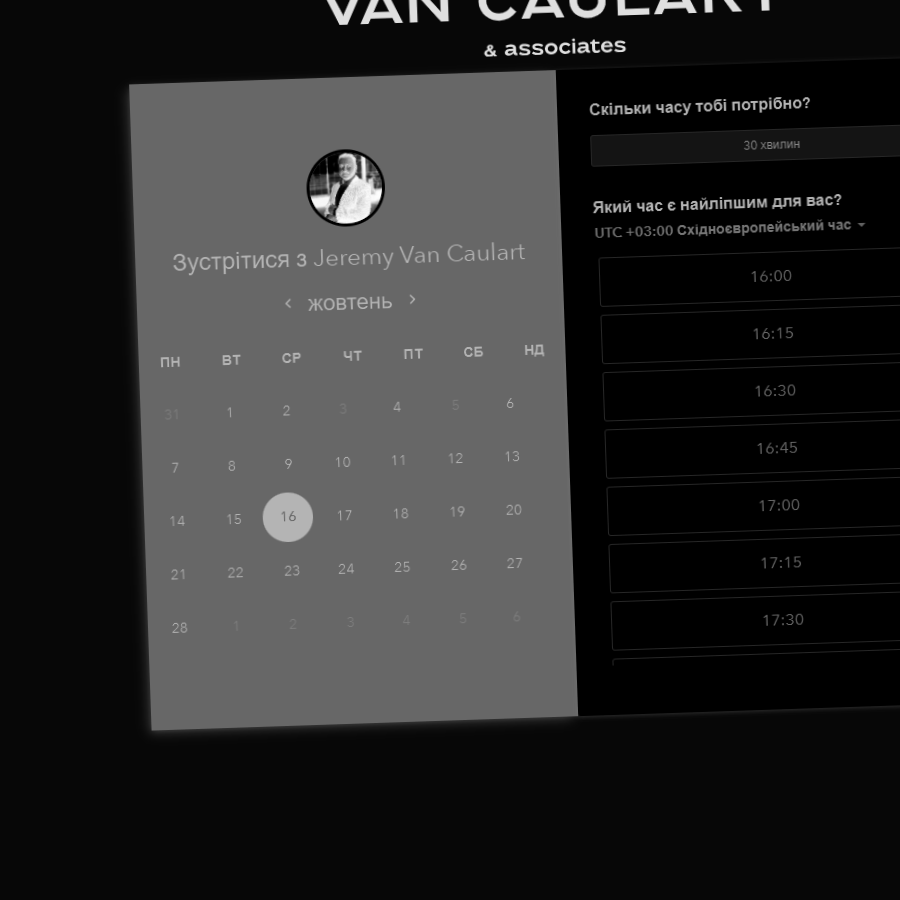 VAN CAULART
& associates
Зустрітися з Jeremy Van Caulart
жовтень
ПН ВТ СР ЧТ ПТ СБ НД
31 1 2 3 4 5 6
7 8 9 10 11 12 13
14 15 16 17 18 19 20
21 22 23 24 25 26 27
28 1 2 3 4 5 6
Скільки часу тобі потрібно?
30 хвилин
Який час є найліпшим для вас?
UTC +03:00 Східноєвропейський час
16:00
16:15
16:30
16:45
17:00
17:15
17:30